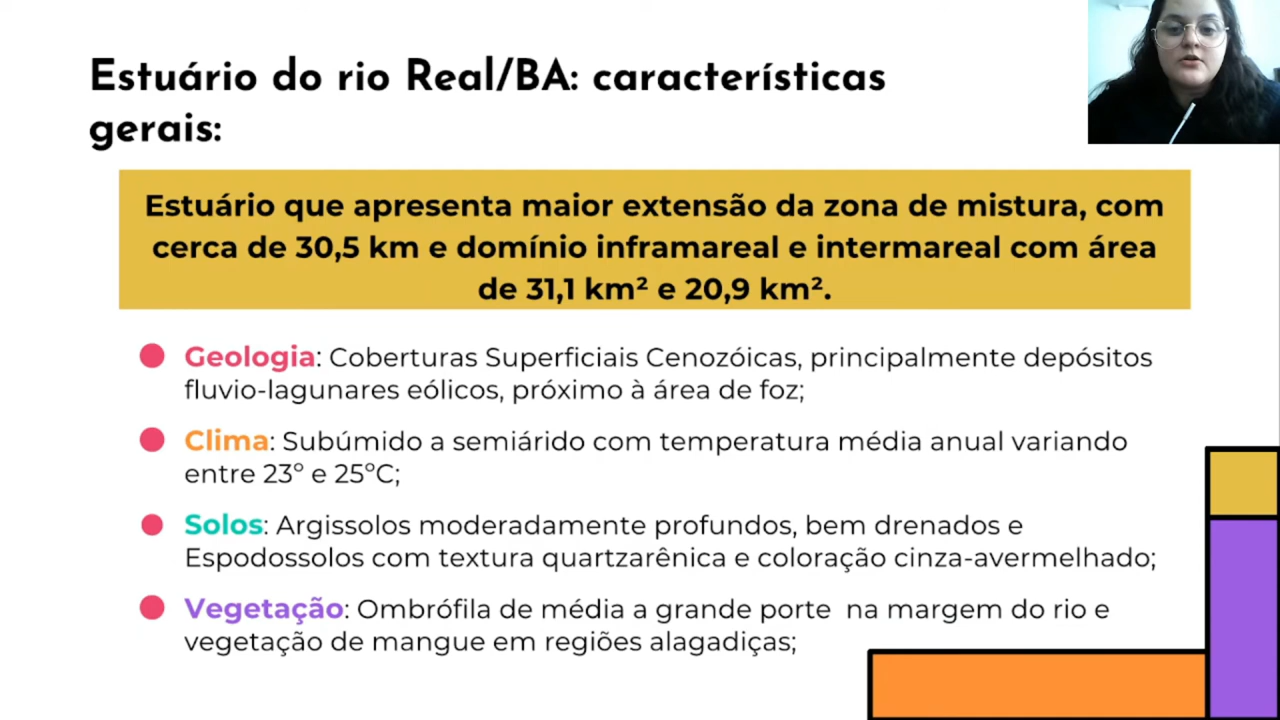 Estuário do rio Real/BA: características
gerais:
Estuário que apresenta maior extensão da zona de mistura, com
cerca de 30,5 km e domínio inframareal e intermareal com área
de 31,1 km² e 20,9 km².
Geologia: Coberturas Superficiais Cenozóicas, principalmente depósitos
fluvio-lagunares eólicos, próximo à área de foz;
Clima: Subúmido a semiárido com temperatura média anual variando
entre 23º e 25ºC;
Solos: Argissolos moderadamente profundos, bem drenados e
Espodossolos com textura quartzarênica e coloração cinza-avermelhado;
Vegetação: Ombrófila de média a grande porte  na margem do rio e
vegetação de mangue em regiões alagadiças;